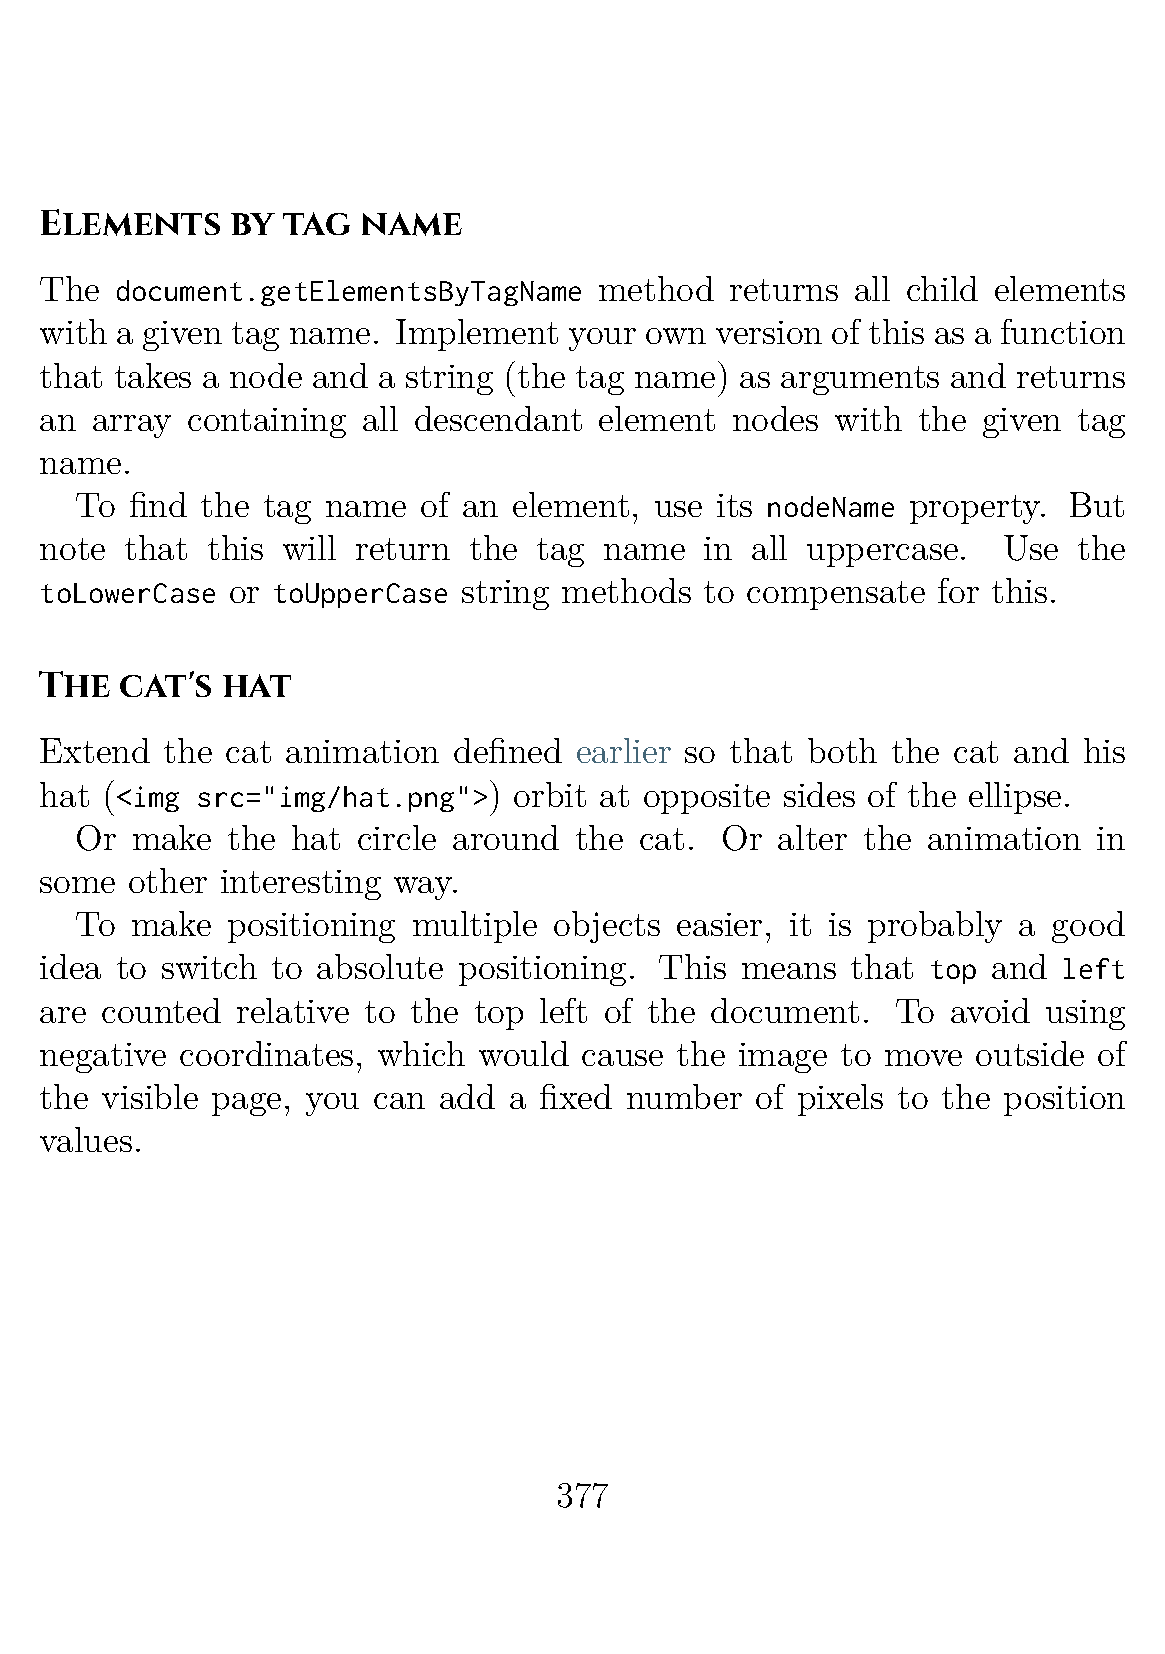 Elements by tag name
The document.getElementsByTagName method returns all child elements
with a given tag name. Implement your own version of this as a function
that takes a node and a string (the tag name) as arguments and returns
an array containing all descendant element nodes with the given tag
name.
To find the tag name of an element, use its nodeName property. But
note that this will return the tag name in all uppercase. Use the
toLowerCase or toUpperCase string methods to compensate for this.
The cat's hat
Extend the cat animation defined earlier so that both the cat and his
hat (<img src="img/hat.png">) orbit at opposite sides of the ellipse.
Or make the hat circle around the cat. Or alter the animation in
some other interesting way.
To make positioning multiple objects easier, it is probably a good
idea to switch to absolute positioning. This means that top and left
are counted relative to the top left of the document. To avoid using
negative coordinates, which would cause the image to move outside of
the visible page, you can add a fixed number of pixels to the position
values.
377